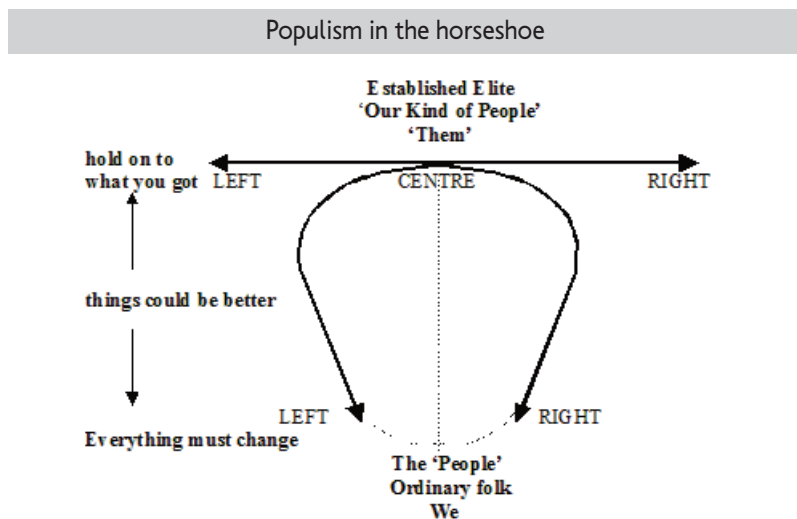 Populism in the horseshoe
Established Elite
‘Our Kind of People’
‘Them’
hold on to
what you got
LEFT
CENTRE
RIGHT
things could be better
LEFT
RIGHT
Everything must change
The ‘People’
Ordinary folk
We